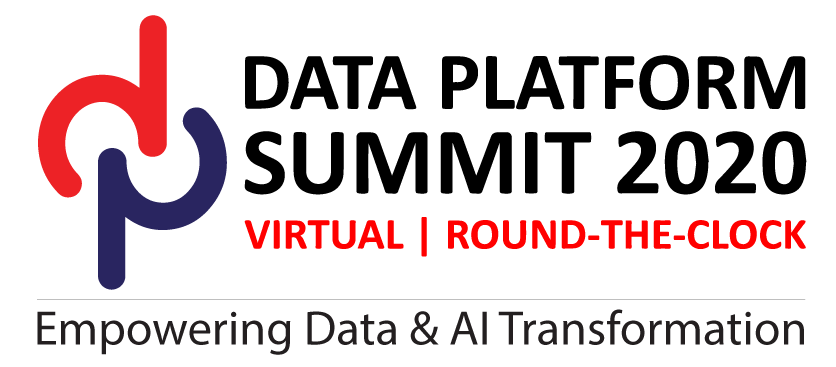 DATA PLATFORM
SUMMIT 2020
VIRTUAL | ROUND-THE-CLOCK
Empowering Data & AI Transformation